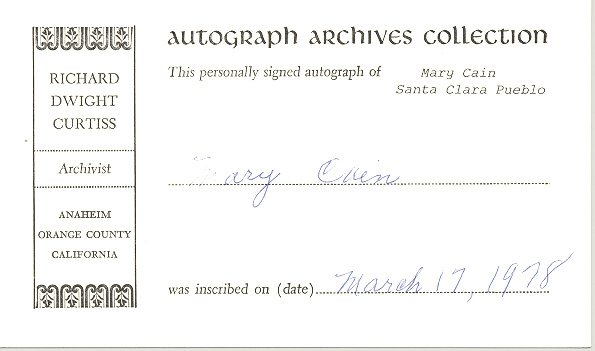 AUTOGRAPH ARCHIVES COLLECTION
RICHARD
DWIGHT
CURTISS
Archivist
ANAHEIM
ORANGE COUNTY
CALIFORNIA
This personally signed autograph of Mary Cain
Santa Clara Pueblo
Mary Cain
was inscribed on (date) March 17, 1978